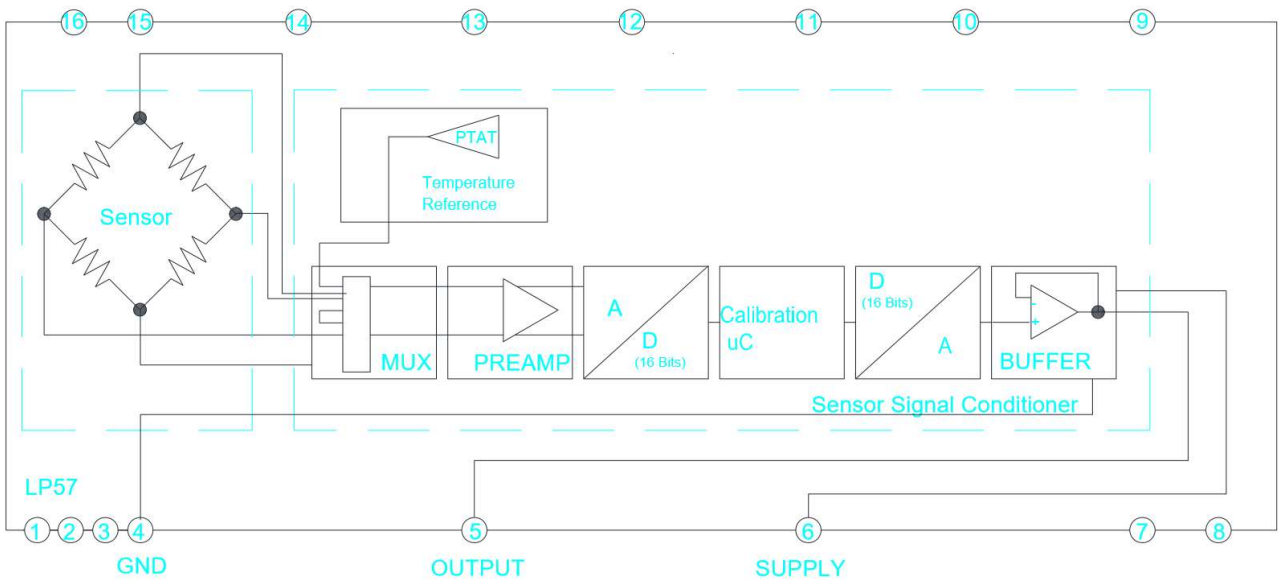 16 15 14 13 12 11 10 9
PTAT
Temperature
Reference
Sensor
A
D
(16 Bits)
Calibration
uC
D
(16 Bits)
A
-
+
MUX
PREAMP
BUFFER
Sensor Signal Conditioner
LP57
1 2 3 4 5 6 7 8
GND OUTPUT SUPPLY